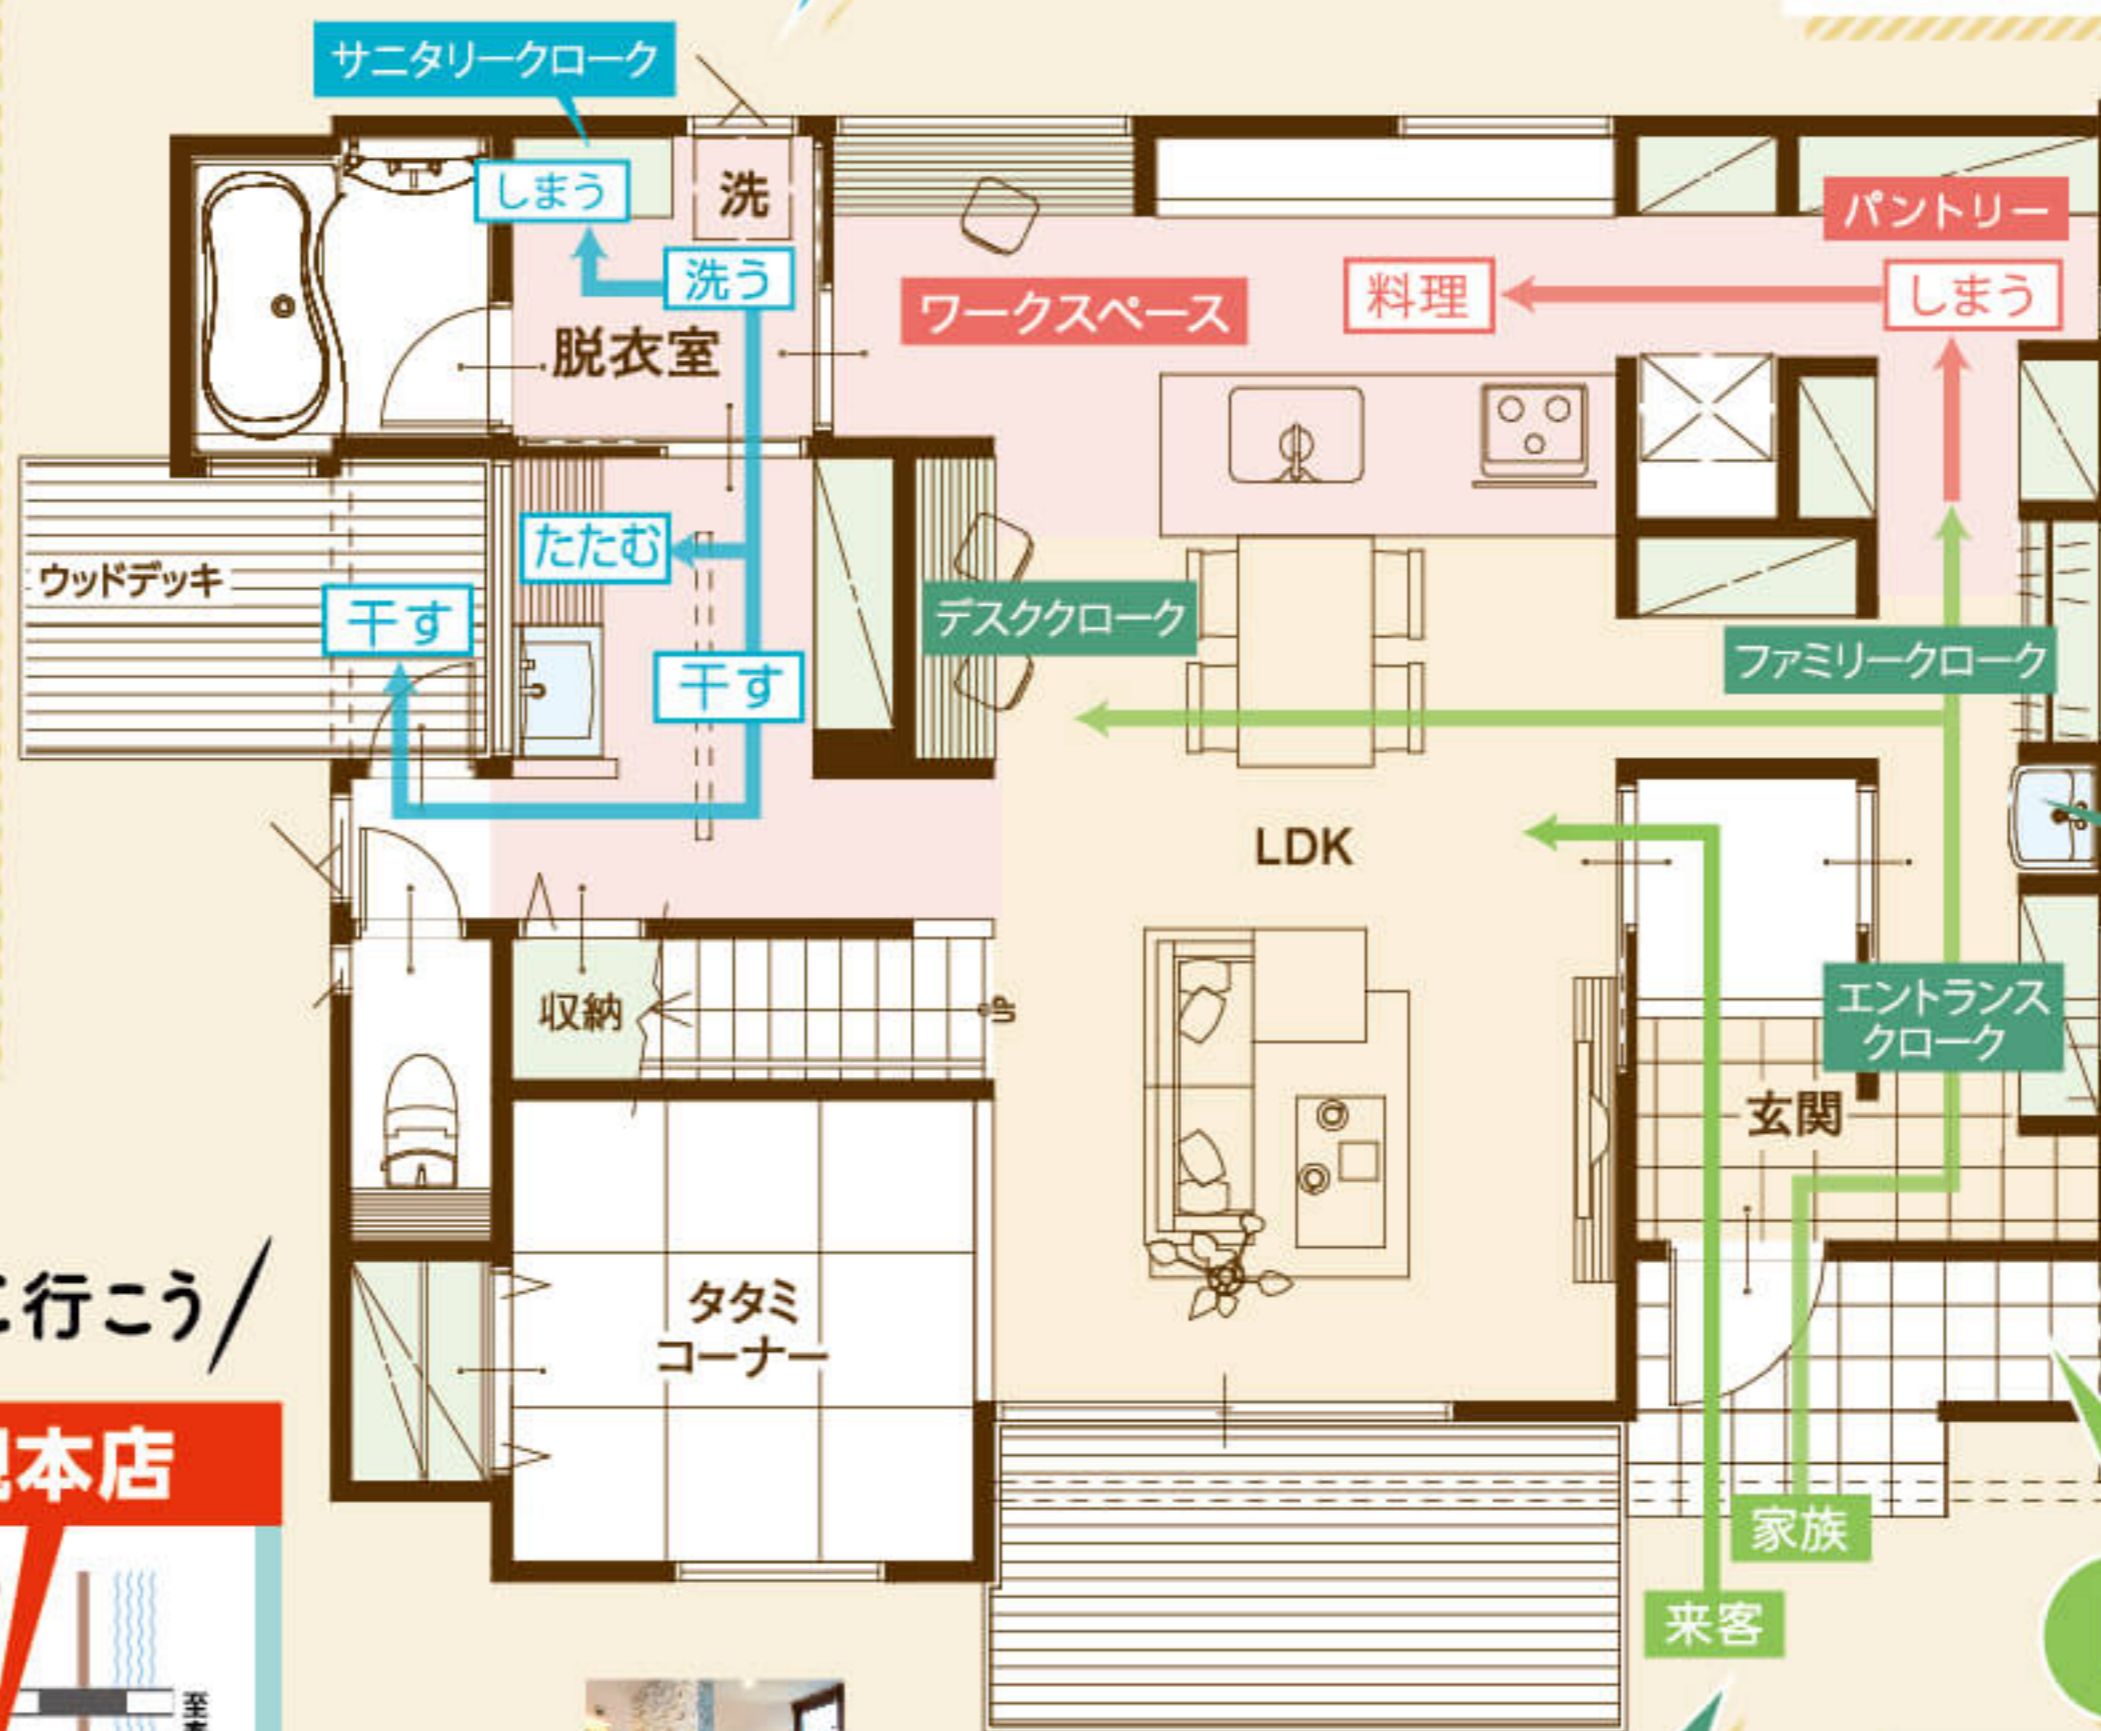 サニタリークローク
しまう
洗
パントリー
洗う
ワークスペース
料理
しまう
脱衣室
たたむ
ウッドデッキ
干す
デスククローク
干す
ファミリークローク
LDK
収納
UP
エントランス
クローク
玄関
に行こう
タタミ
コーナー
本店
家族
来客
至